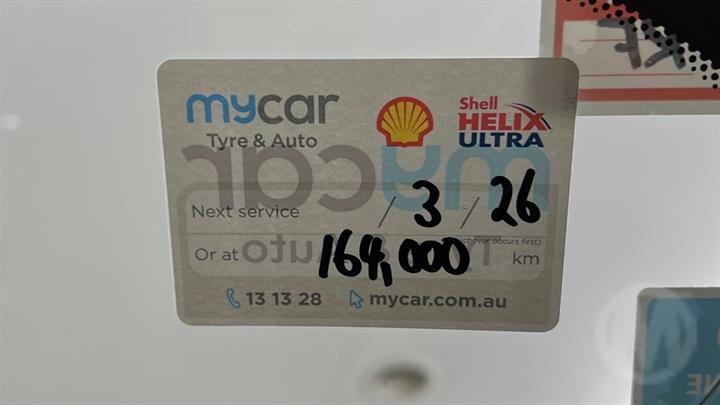 mycar
Tyre & Auto
Shell
HELIX
ULTRA
Next service / 3 / 26
(whichever occurs first)
Or at 164,000 km
13 13 28 mycar.com.au